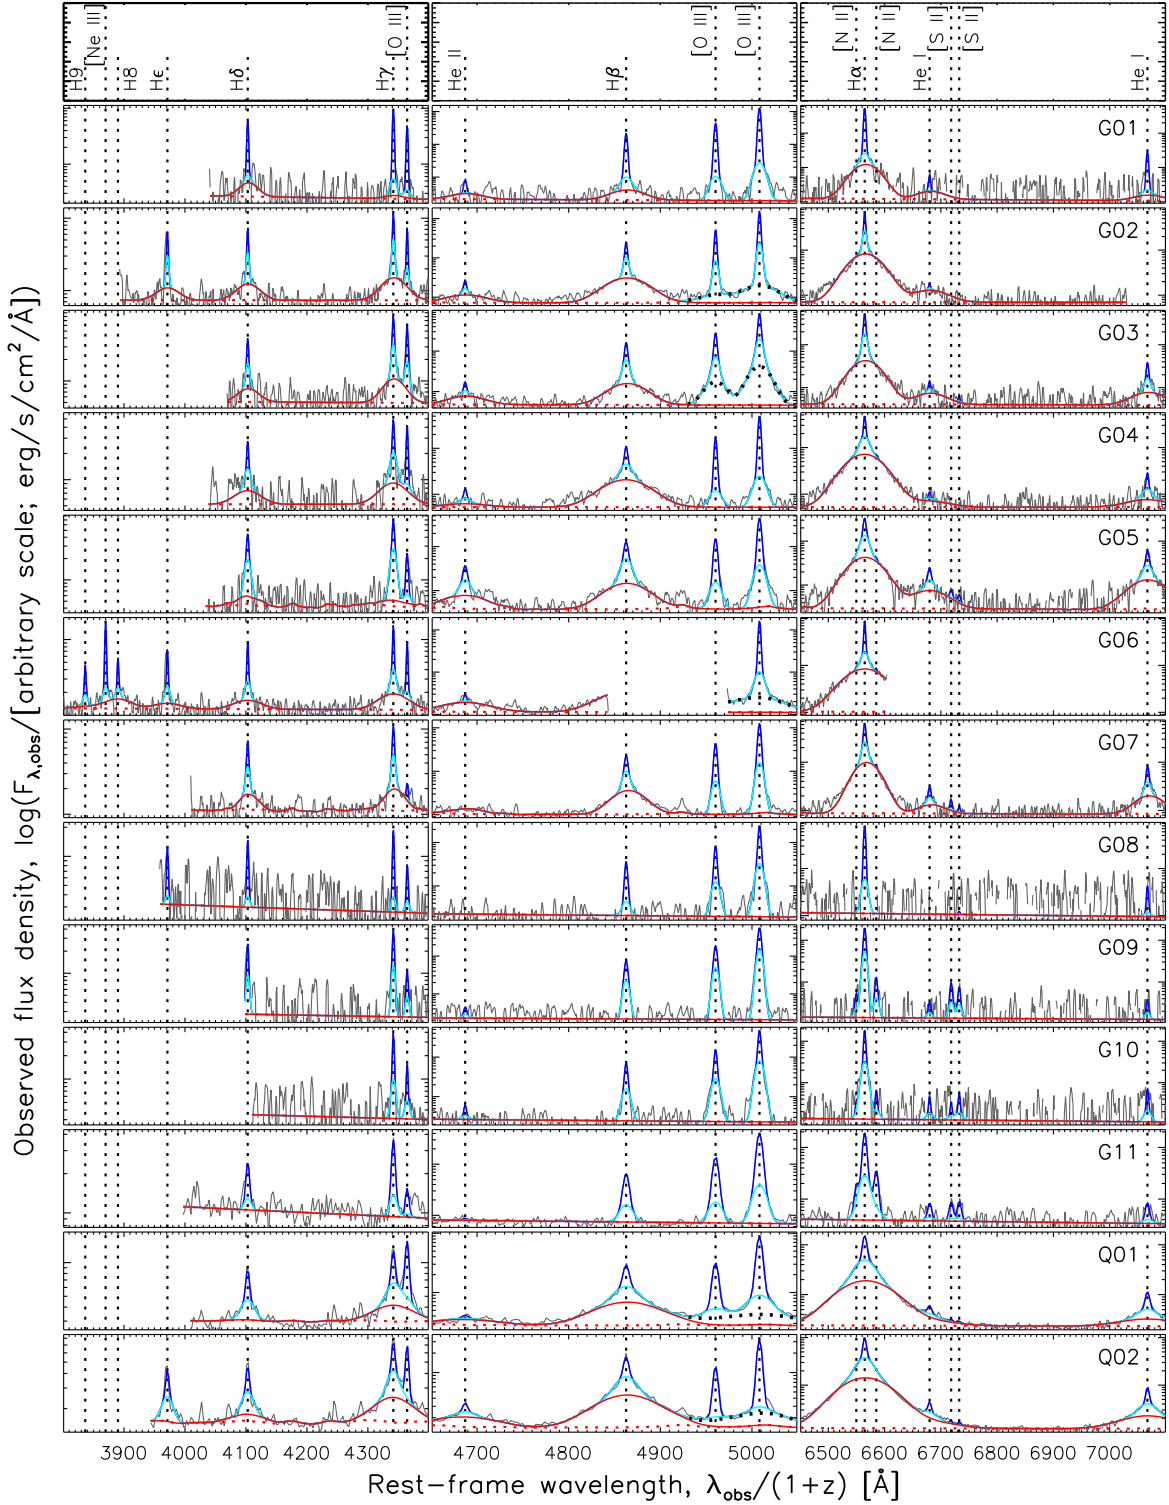 H9
[Ne III]
H8
Hϵ
Hδ
Hγ
[O III]
He II
Hβ
[O III]
[O III]
[N II]
Hα
[N II]
He I
[S II]
[S II]
He I
G01
G02
G03
G04
G05
G06
G07
G08
G09
G10
G11
Q01
Q02
Observed flux density, log(Fλ,obs/[arbitrary scale; erg/s/cm²/Å])
3900 4000 4100 4200 4300 4700 4800 4900 5000 6500 6600 6700 6800 6900 7000
Rest-frame wavelength, λobs/(1+z) [Å]